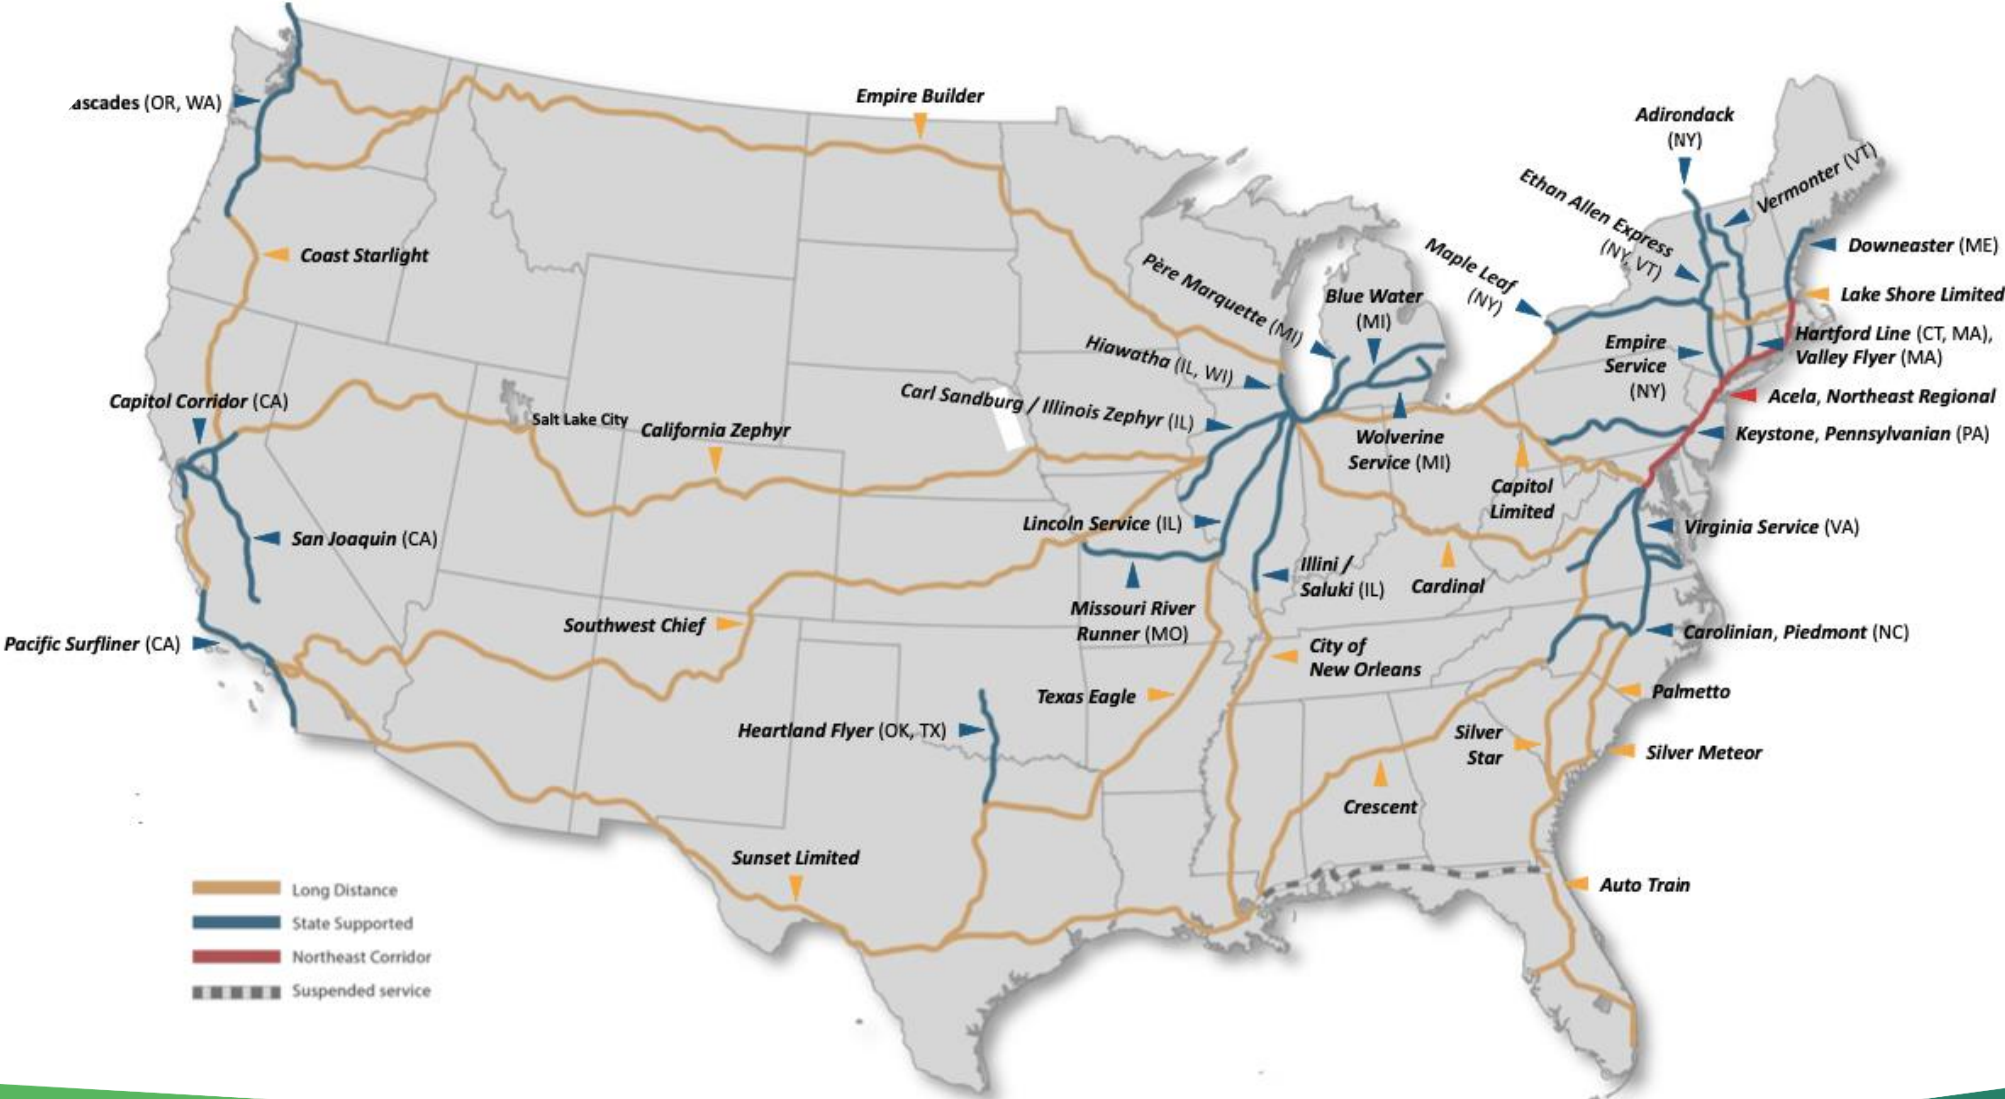 ascades (OR, WA)
Empire Builder
Adirondack
(NY)
Vermonter (VT)
Ethan Allen Express
(NY, VT)
Coast Starlight
Maple Leaf
(NY)
Downeaster (ME)
Père Marquette (MI)
Blue Water
(MI)
Lake Shore Limited
Hiawatha (IL, WI)
Empire
Service
(NY)
Hartford Line (CT, MA),
Valley Flyer (MA)
Capitol Corridor (CA)
Carl Sandburg / Illinois Zephyr (IL)
Acela, Northeast Regional
Salt Lake City
California Zephyr
Wolverine
Service (MI)
Keystone, Pennsylvanian (PA)
Capitol
Limited
San Joaquin (CA)
Lincoln Service (IL)
Virginia Service (VA)
Illini /
Saluki (IL)
Cardinal
Missouri River
Runner (MO)
Southwest Chief
Pacific Surfliner (CA)
City of
New Orleans
Carolinian, Piedmont (NC)
Texas Eagle
Palmetto
Heartland Flyer (OK, TX)
Silver
Star
Silver Meteor
Crescent
Sunset Limited
Auto Train
Long Distance
State Supported
Northeast Corridor
Suspended service